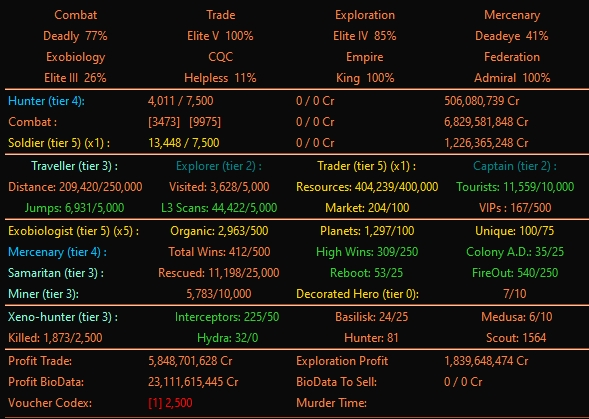 Combat Trade Exploration Mercenary
Deadly 77% Elite V 100% Elite IV 85% Deadeye 41%
Exobiology CQC Empire Federation
Elite III 26% Helpless 11% King 100% Admiral 100%
Hunter (tier 4): 4,011 / 7,500 0 / 0 Cr 506,080,739 Cr
Combat : [3473] [9975] 0 / 0 Cr 6,829,581,848 Cr
Soldier (tier 5) (x1) : 13,448 / 7,500 0 / 0 Cr 1,226,365,248 Cr
Traveller (tier 3) : Explorer (tier 2) : Trader (tier 5) (x1) : Captain (tier 2) :
Distance: 209,420/250,000 Visited: 3,628/5,000 Resources: 404,239/400,000 Tourists: 11,559/10,000
Jumps: 6,931/5,000 L3 Scans: 44,422/5,000 Market: 204/100 VIPs : 167/500
Exobiologist (tier 5) (x5) : Organic: 2,963/500 Planets: 1,297/100 Unique: 100/75
Mercenary (tier 4) : Total Wins: 412/500 High Wins: 309/250 Colony A.D.: 35/25
Samaritan (tier 3) : Rescued: 11,198/25,000 Reboot: 53/25 FireOut: 540/250
Miner (tier 3): 5,783/10,000 Decorated Hero (tier 0): 7/10
Xeno-hunter (tier 3) : Interceptors: 225/50 Basilisk: 24/25 Medusa: 6/10
Killed: 1,873/2,500 Hydra: 32/0 Hunter: 81 Scout: 1564
Profit Trade: 5,848,701,628 Cr Exploration Profit 1,839,648,474 Cr
Profit BioData: 23,111,615,445 Cr BioData To Sell: 0 / 0 Cr
Voucher Codex: [1] 2,500 Murder Time: